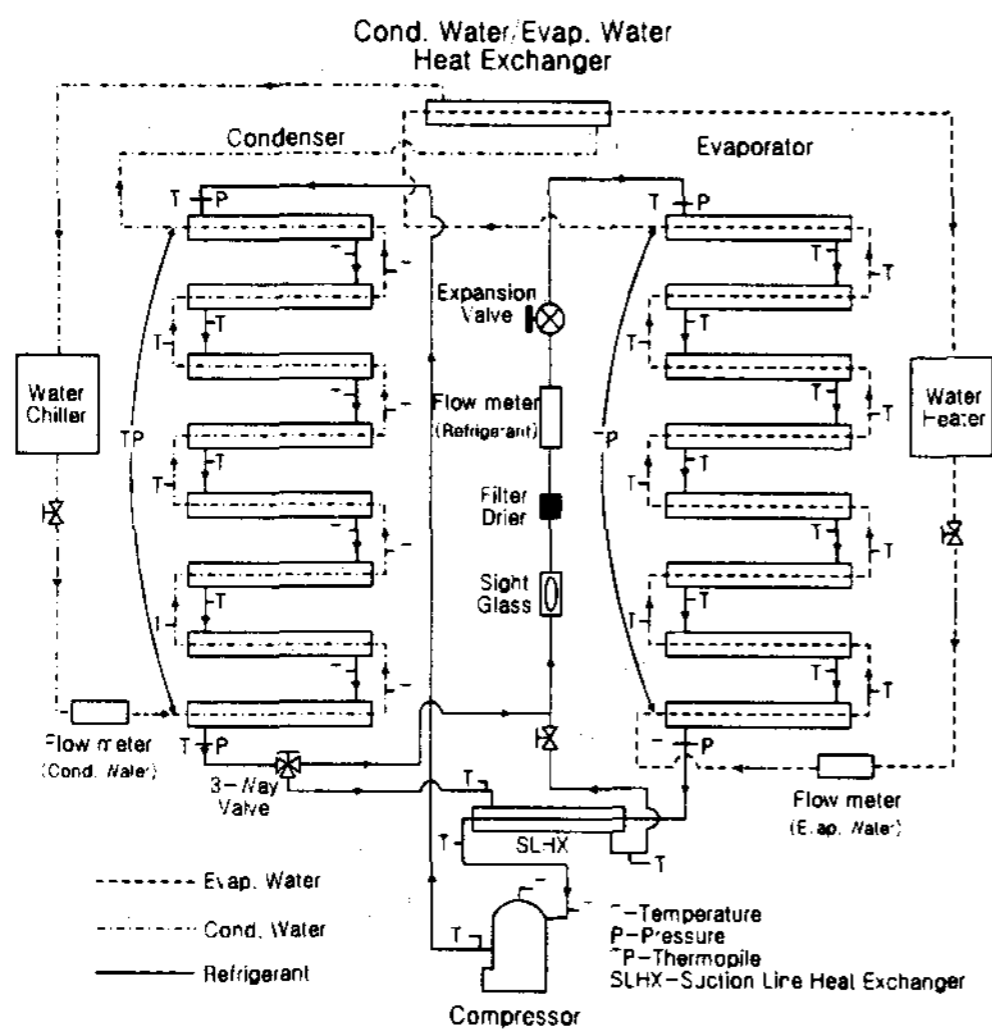 Cond. Water/Evap. Water
Heat Exchanger
Condenser
Evaporator
T P
T P
Expansion
Valve
Water
Chiller
Flow meter
(Refrigerant)
Water
Heater
TP
TP
Filter
Drier
Sight
Glass
Flow meter
(Cond. Water)
T P
3-Way
Valve
T
P
Flow meter
(Evap. Water)
T
SLHX
T
T
Evap. Water
Cond. Water
Refrigerant
T
T-Temperature
P-Pressure
TP-Thermopile
SLHX-Suction Line Heat Exchanger
Compressor